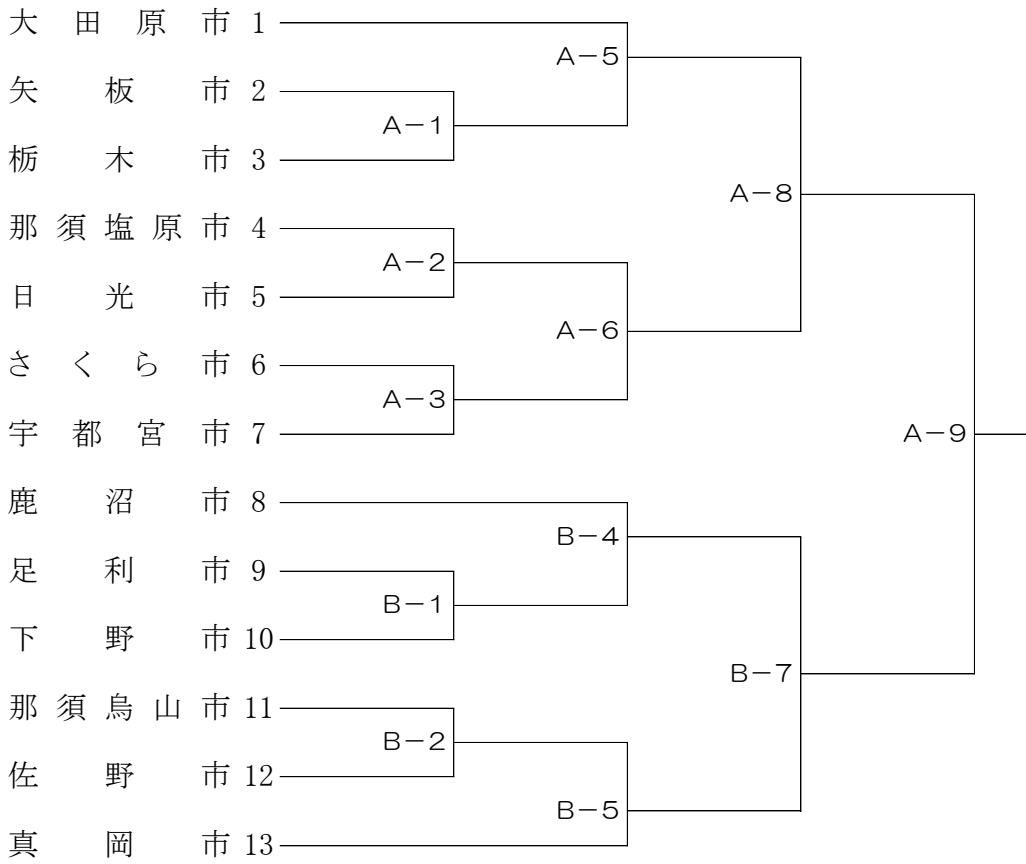 大田原市 1
A－5
矢板市 2
A－1
栃木市 3
A－8
那須塩原市 4
A－2
日光市 5
A－6
さくら市 6
A－3
宇都宮市 7
A－9
鹿沼市 8
B－4
足利市 9
B－1
下野市 10
B－7
那須烏山市 11
B－2
佐野市 12
B－5
真岡市 13